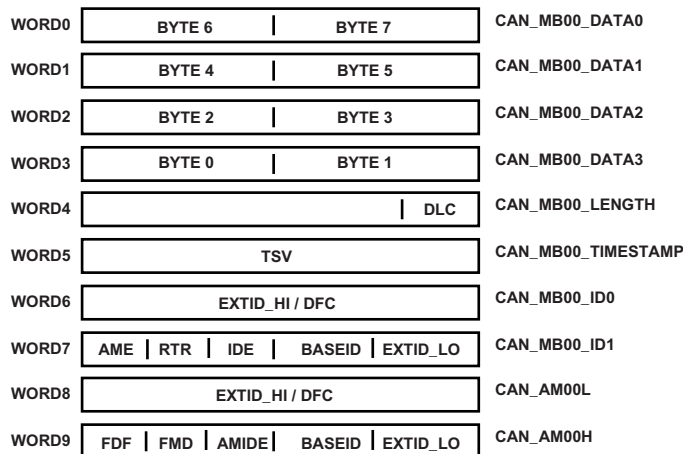 WORD0 BYTE 6 BYTE 7 CAN_MB00_DATA0
WORD1 BYTE 4 BYTE 5 CAN_MB00_DATA1
WORD2 BYTE 2 BYTE 3 CAN_MB00_DATA2
WORD3 BYTE 0 BYTE 1 CAN_MB00_DATA3
WORD4 DLC CAN_MB00_LENGTH
WORD5 TSV CAN_MB00_TIMESTAMP
WORD6 EXTID_HI / DFC CAN_MB00_ID0
WORD7 AME RTR IDE BASEID EXTID_LO CAN_MB00_ID1
WORD8 EXTID_HI / DFC CAN_AM00L
WORD9 FDF FMD AMIDE BASEID EXTID_LO CAN_AM00H